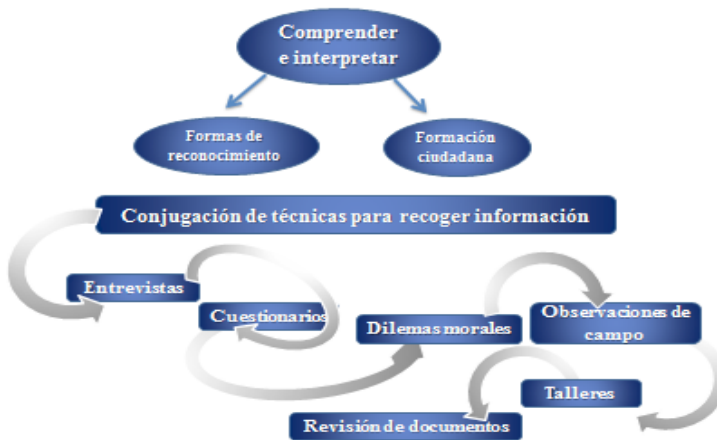 Comprender
e interpretar
Formas de
reconocimiento
Formación
ciudadana
Conjugación de técnicas para recoger información
Entrevistas
Cuestionarios
Dilemas morales
Observaciones de
campo
Talleres
Revisión de documentos